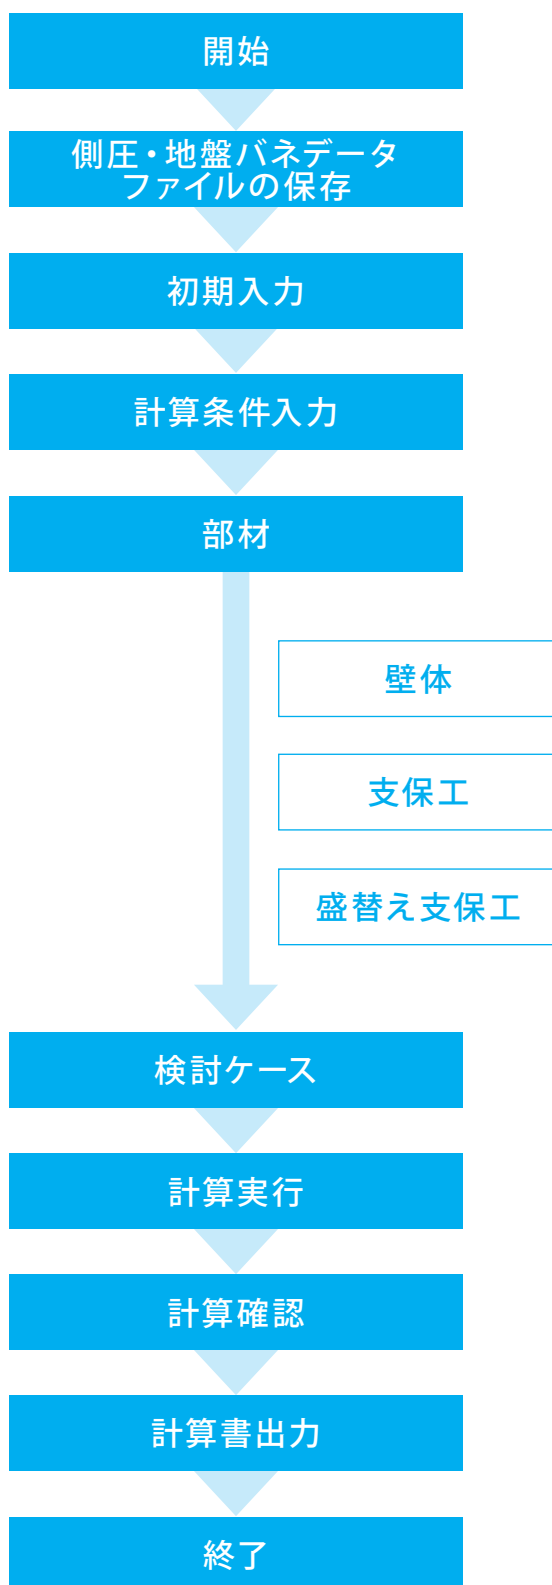 開始
側圧・地盤バネデータ
ファイルの保存
初期入力
計算条件入力
部材
壁体
支保工
盛替え支保工
検討ケース
計算実行
計算確認
計算書出力
終了